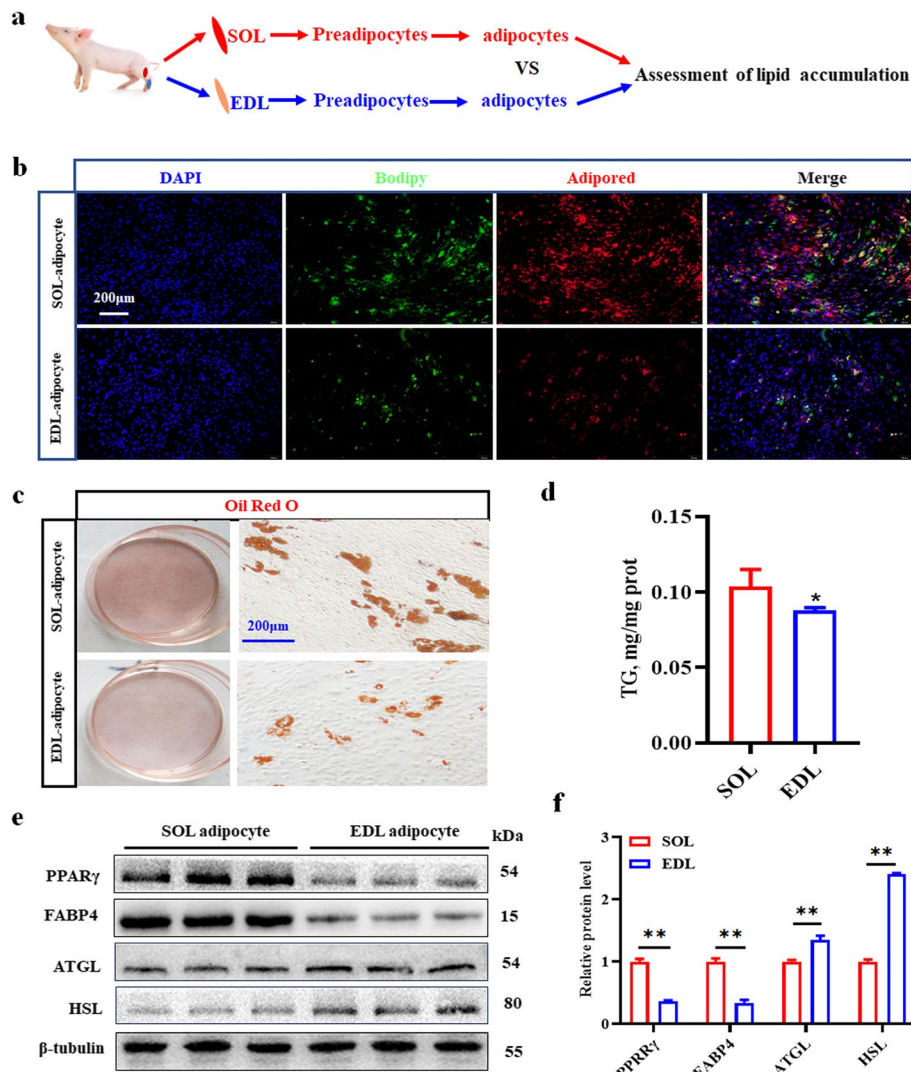 a
SOL Preadipocytes adipocytes
VS
EDL Preadipocytes adipocytes
Assessment of lipid accumulation
b
DAPI Bodipy Adipored Merge
SOL-adipocyte
200μm
EDL-adipocyte
c
Oil Red O
SOL-adipocyte
200μm
EDL-adipocyte
d
TG, mg/mg prot
0.15
0.10
0.05
0.00
*
SOL EDL
e
SOL adipocyte EDL adipocyte kDa
PPARγ 54
FABP4 15
ATGL 54
HSL 80
β-tubulin 55
f
SOL
EDL
Relative protein level
3
2
1
0
** ** ** **
PPRRγ FABP4 ATGL HSL